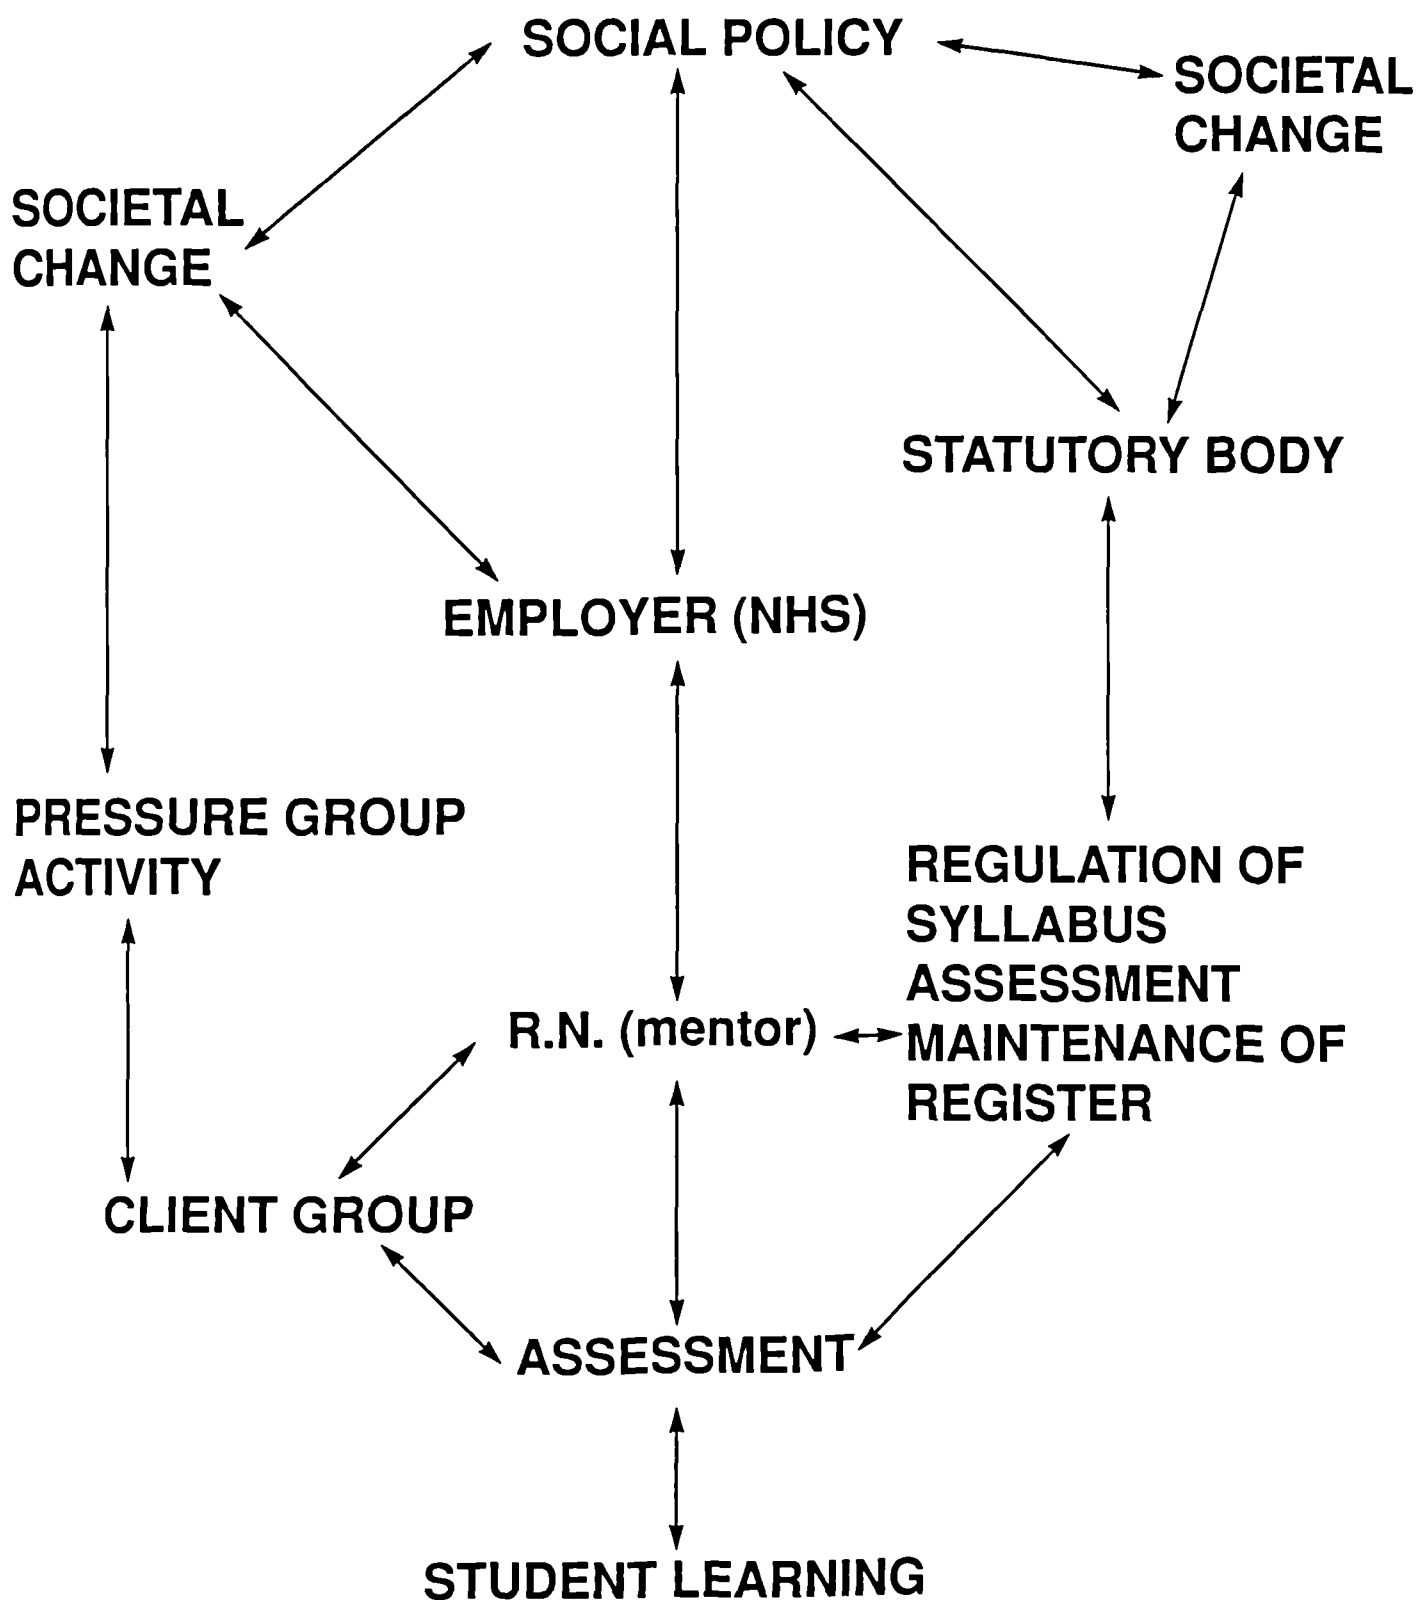 SOCIAL POLICY
SOCIETAL
CHANGE
SOCIETAL
CHANGE
STATUTORY BODY
EMPLOYER (NHS)
PRESSURE GROUP
ACTIVITY
REGULATION OF
SYLLABUS
ASSESSMENT
MAINTENANCE OF
REGISTER
R.N. (mentor)
CLIENT GROUP
ASSESSMENT
STUDENT LEARNING